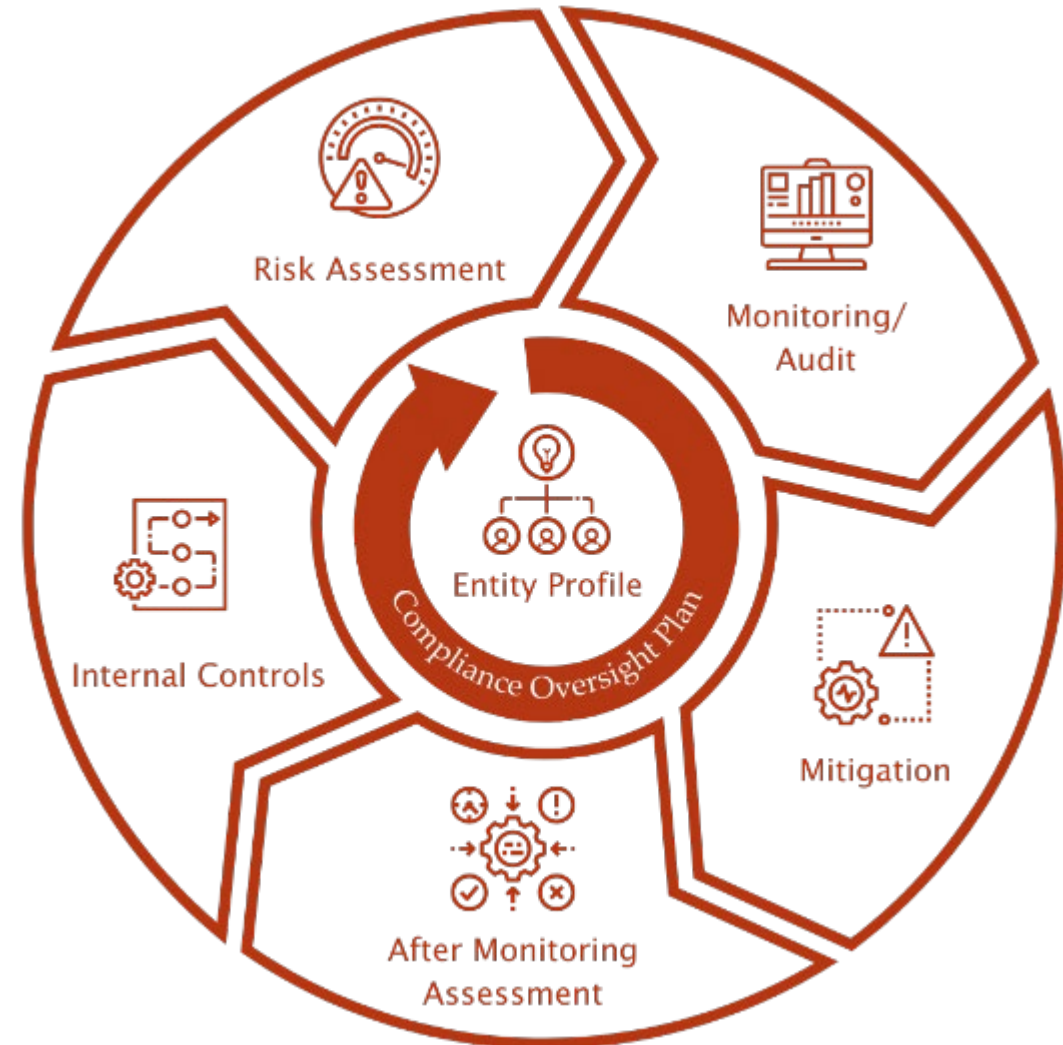 Risk Assessment
Monitoring/
Audit
Entity Profile
Compliance Oversight Plan
Internal Controls
Mitigation
After Monitoring
Assessment